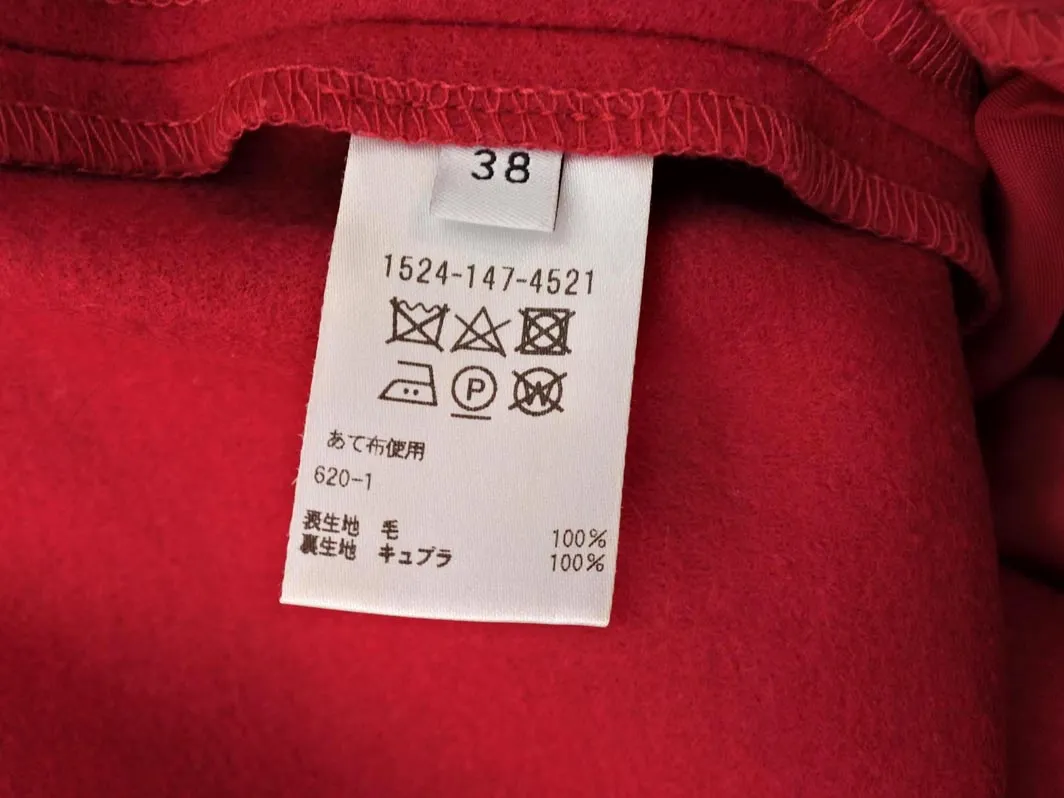 38
1524-147-4521
P W
あて布使用
620-1
表生地 毛 100%
裏生地 キュプラ 100%